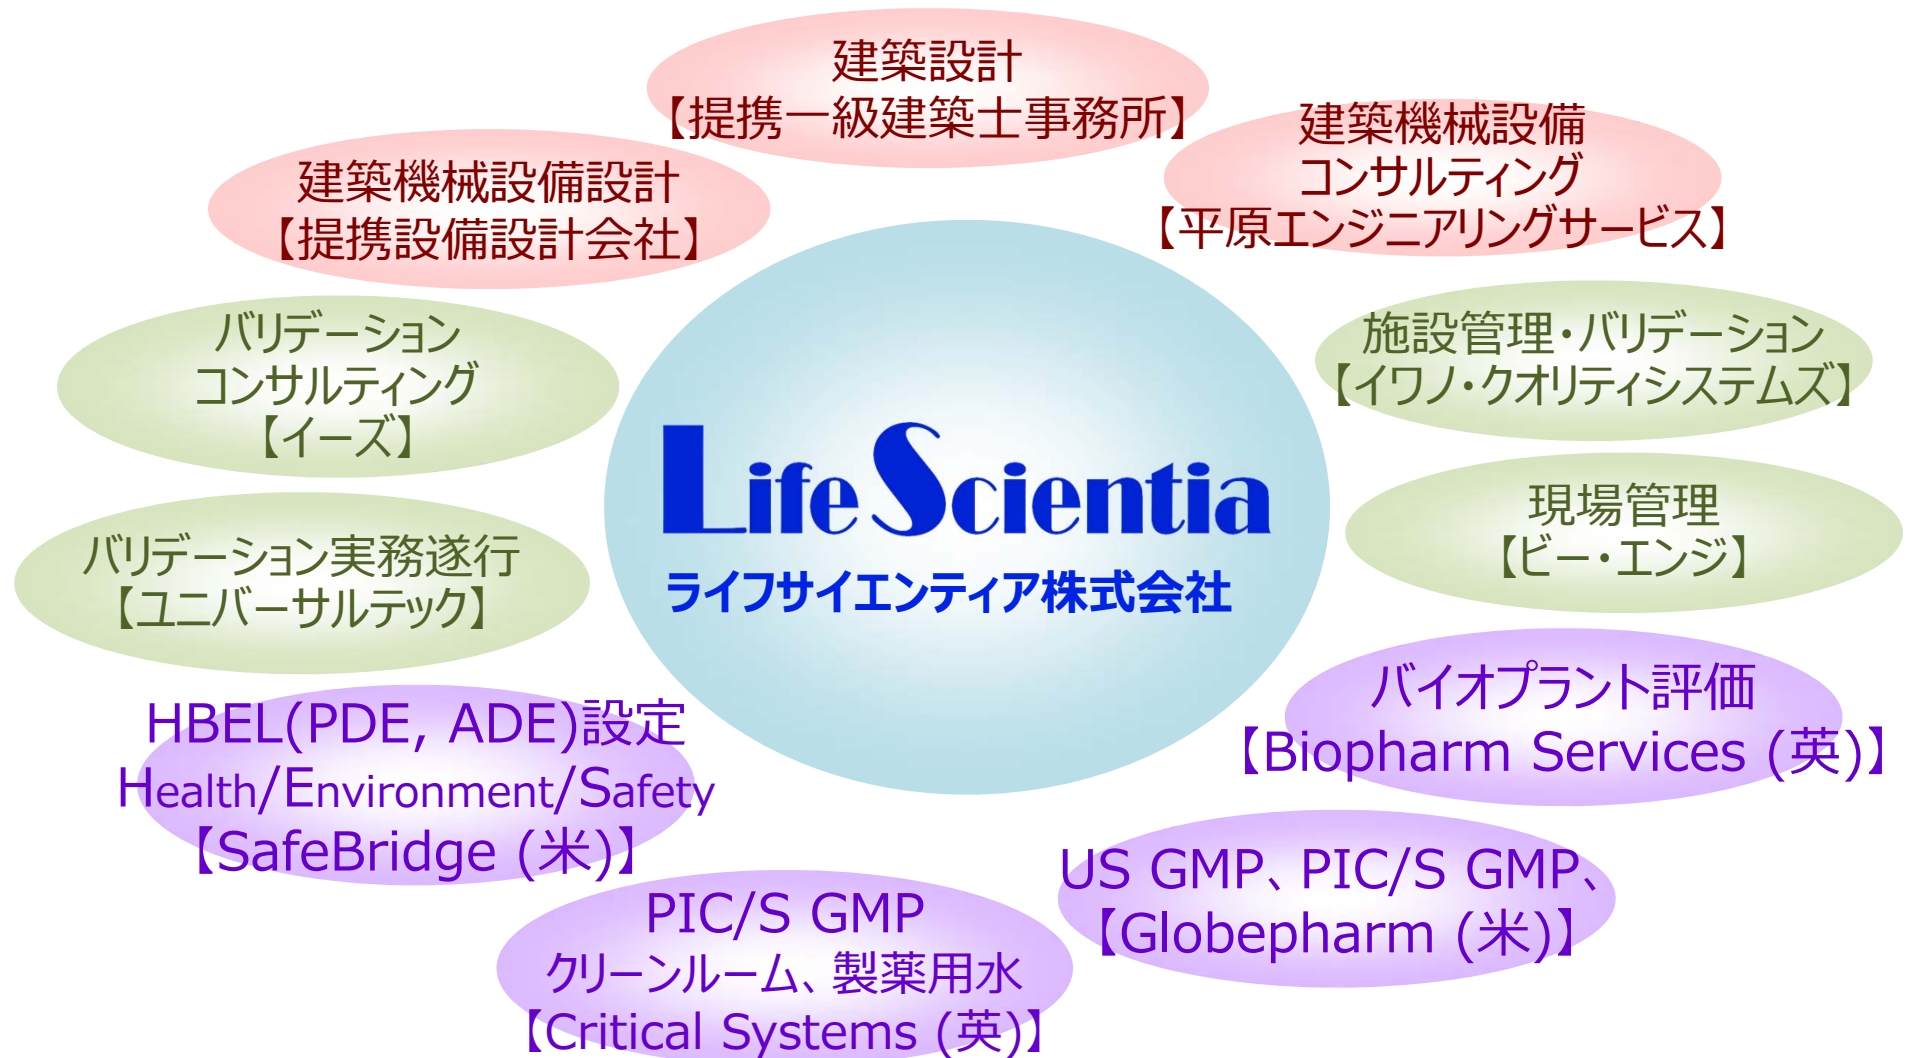 建築設計
【提携一級建築士事務所】
建築機械設備
コンサルティング
【平原エンジニアリングサービス】
建築機械設備設計
【提携設備設計会社】
バリデーション
コンサルティング
【イーズ】
施設管理・バリデーション
【イワノ・クオリティシステムズ】
Life Scientia
ライフサイエンティア株式会社
現場管理
【ビー・エンジ】
バリデーション実務遂行
【ユニバーサルテック】
バイオプラント評価
【Biopharm Services (英)】
HBEL(PDE, ADE)設定
Health/Environment/Safety
【SafeBridge (米)】
US GMP、PIC/S GMP、
【Globepharm (米)】
PIC/S GMP
クリーンルーム、製薬用水
【Critical Systems (英)】